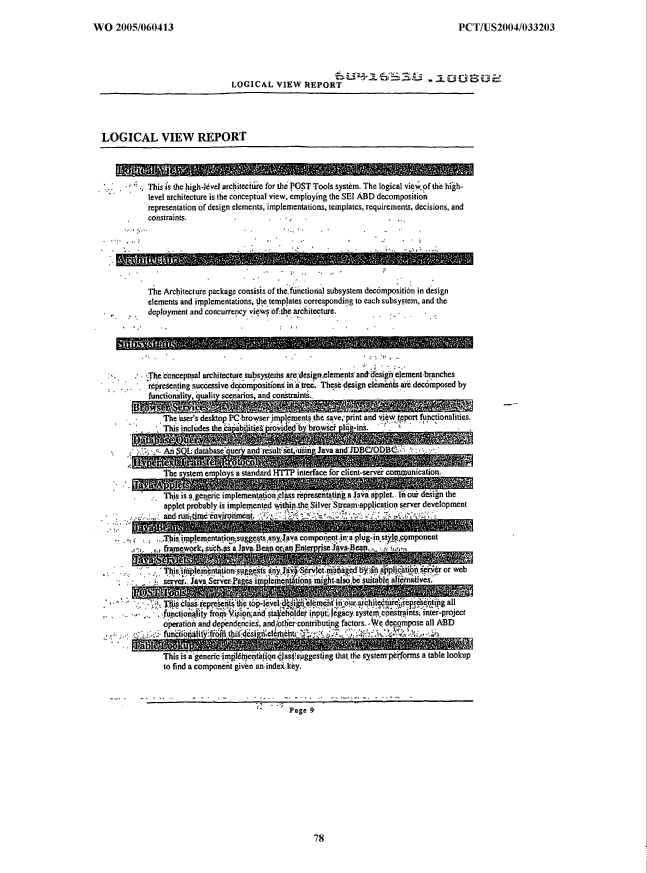 WO 2005/060413 PCT/US2004/033203
LOGICAL VIEW REPORT 60416530 .100802
LOGICAL VIEW REPORT
Logical View
This is the high-level architecture for the POST Tools system. The logical view of the high-
level architecture is the conceptual view, employing the SEI ABD decomposition
representation of design elements, implementations, templates, requirements, decisions, and
constraints.
Architecture
The Architecture package consists of the functional subsystem decomposition in design
elements and implementations, the templates corresponding to each subsystem, and the
deployment and concurrency views of the architecture.
Subsystems
The conceptual architecture subsystems are design elements and design element branches
representing successive decompositions in a tree. These design elements are decomposed by
functionality, quality scenarios, and constraints.
Browser Services
The user's desktop PC browser implements the save, print and view report functionalities.
This includes the capabilities provided by browser plug-ins.
Database Query
An SQL database query and result set, using Java and JDBC/ODBC.
Hypertext Transfer Protocol
The system employs a standard HTTP interface for client-server communication.
Java Applets
This is a generic implementation class representating a Java applet. In our design the
applet probably is implemented within the Silver Stream application server development
and run-time environment.
Java Beans
This implementation suggests any Java component in a plug-in style component
framework, such as a Java Bean or an Enterprise Java Bean.
Java Servlets
This implementation suggests any Java Servlet managed by an application server or web
server. Java Server Pages implementations might also be suitable alternatives.
POST Tools
This class represents the top-level design element in our architecture, representing all
functionality from Vision and stakeholder input, legacy system constraints, inter-project
operation and dependencies, and other contributing factors. We decompose all ABD
functionality from this design element.
Table Lookup
This is a generic implementation class suggesting that the system performs a table lookup
to find a component given an index key.
Page 9
78